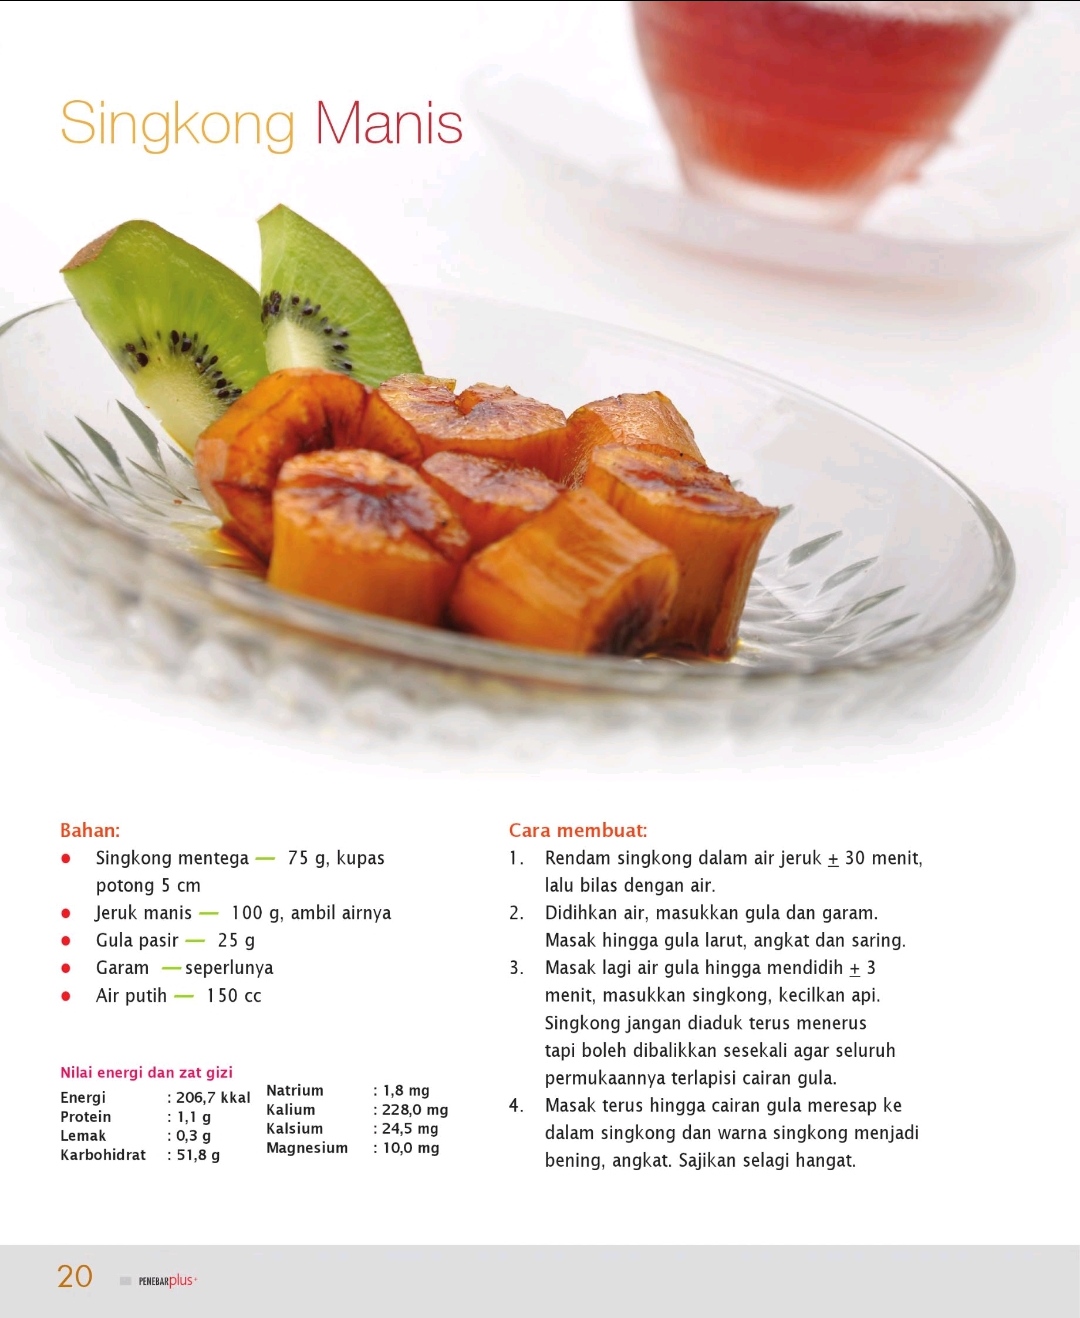 Singkong Manis
Bahan:
• Singkong mentega — 75 g, kupas
potong 5 cm
• Jeruk manis — 100 g, ambil airnya
• Gula pasir — 25 g
• Garam — seperlunya
• Air putih — 150 cc
Nilai energi dan zat gizi
Energi : 206,7 kkal
Protein : 1,1 g
Lemak : 0,3 g
Karbohidrat : 51,8 g
Natrium : 1,8 mg
Kalium : 228,0 mg
Kalsium : 24,5 mg
Magnesium : 10,0 mg
Cara membuat:
1. Rendam singkong dalam air jeruk ± 30 menit,
lalu bilas dengan air.
2. Didihkan air, masukkan gula dan garam.
Masak hingga gula larut, angkat dan saring.
3. Masak lagi air gula hingga mendidih ± 3
menit, masukkan singkong, kecilkan api.
Singkong jangan diaduk terus menerus
tapi boleh dibalikkan sesekali agar seluruh
permukaannya terlapisi cairan gula.
4. Masak terus hingga cairan gula meresap ke
dalam singkong dan warna singkong menjadi
bening, angkat. Sajikan selagi hangat.
20 PENEBARplus+